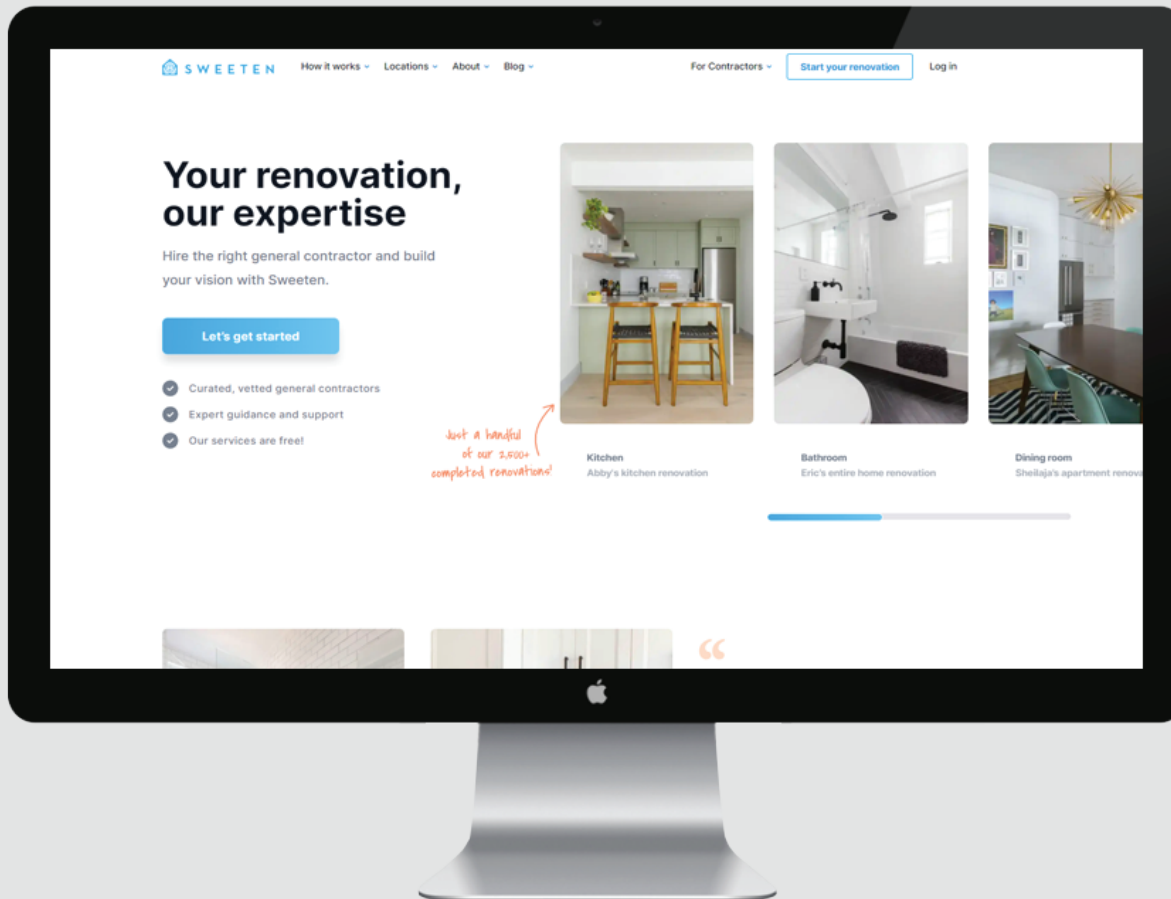 SWEETEN
How it works
Locations
About
Blog
For Contractors
Start your renovation
Log in
Your renovation,
our expertise
Hire the right general contractor and build
your vision with Sweeten.
Let's get started
Curated, vetted general contractors
Expert guidance and support
Our services are free!
Just a handful
of our 2,500+
completed renovations!
Kitchen
Abby's kitchen renovation
Bathroom
Eric's entire home renovation
Dining room
Sheilaja's apartment renova
“